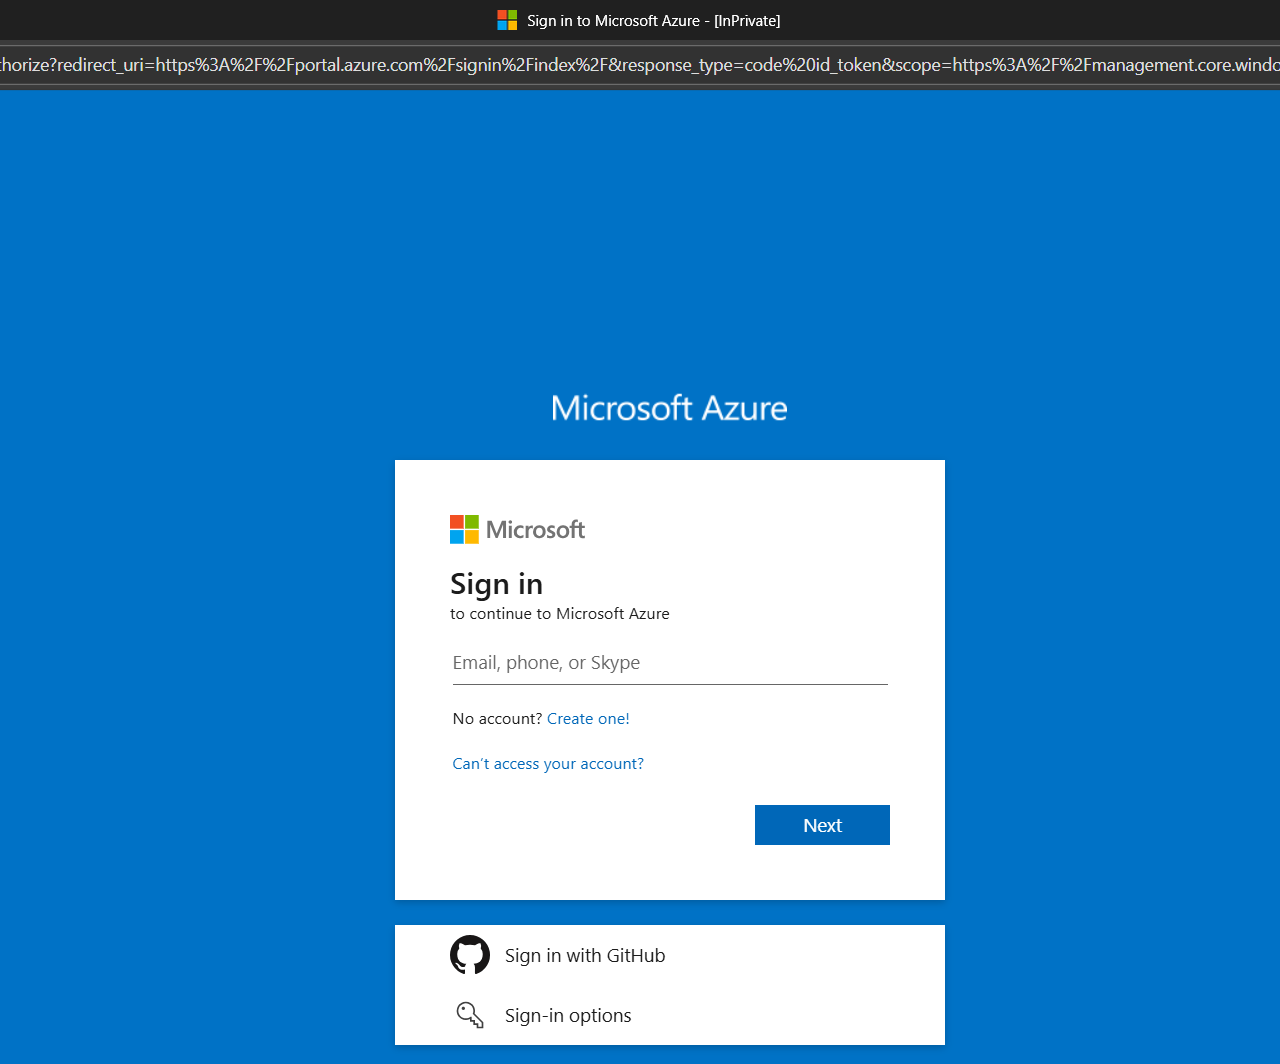 Sign in to Microsoft Azure - [InPrivate]
thorize?redirect_uri=https%3A%2F%2Fportal.azure.com%2Fsignin%2Findex%2F&response_type=code%20id_token&scope=https%3A%2F%2Fmanagement.core.windo
Microsoft Azure
Microsoft
Sign in
to continue to Microsoft Azure
Email, phone, or Skype
No account? Create one!
Can't access your account?
Next
Sign in with GitHub
Sign-in options